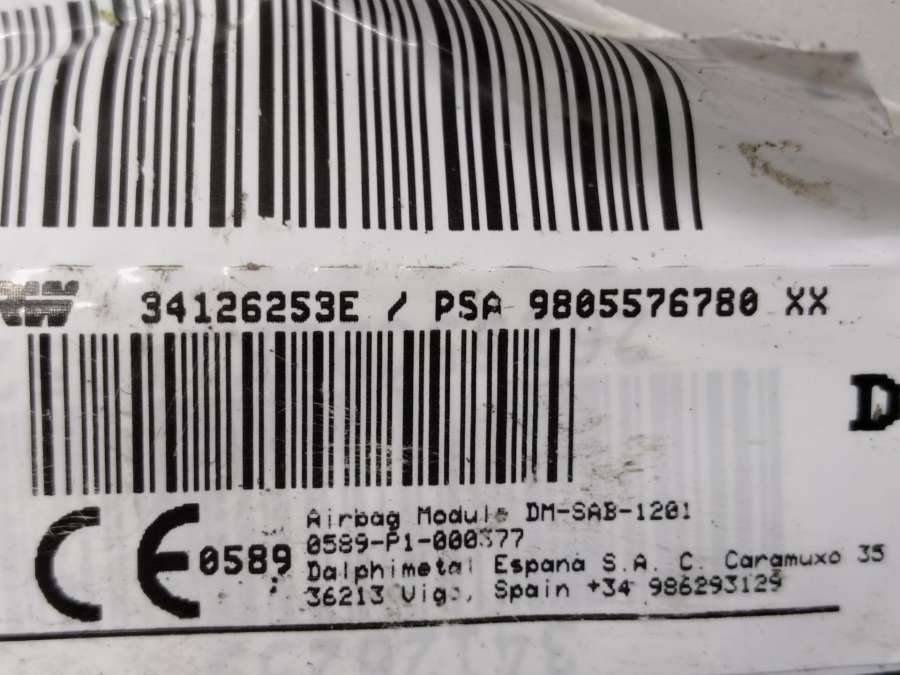 34126253E / PSA 9805576780 XX
D
CE 0589
Airbag Module DM-SAB-1201
0589-P1-000377
Dalphimetal Espana S.A. C. Caramuxo 35
36213 Vigo, Spain +34 986293129